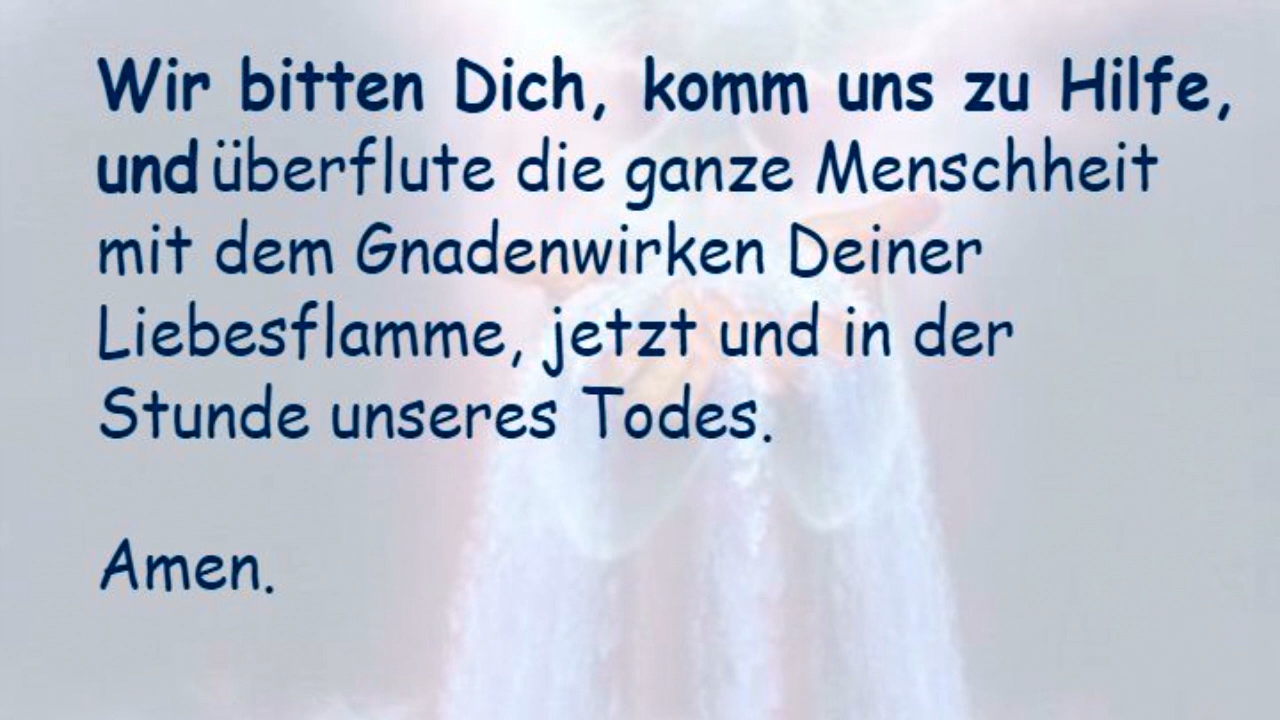 Wir bitten Dich, komm uns zu Hilfe,
und überflute die ganze Menschheit
mit dem Gnadenwirken Deiner
Liebesflamme, jetzt und in der
Stunde unseres Todes.
Amen.